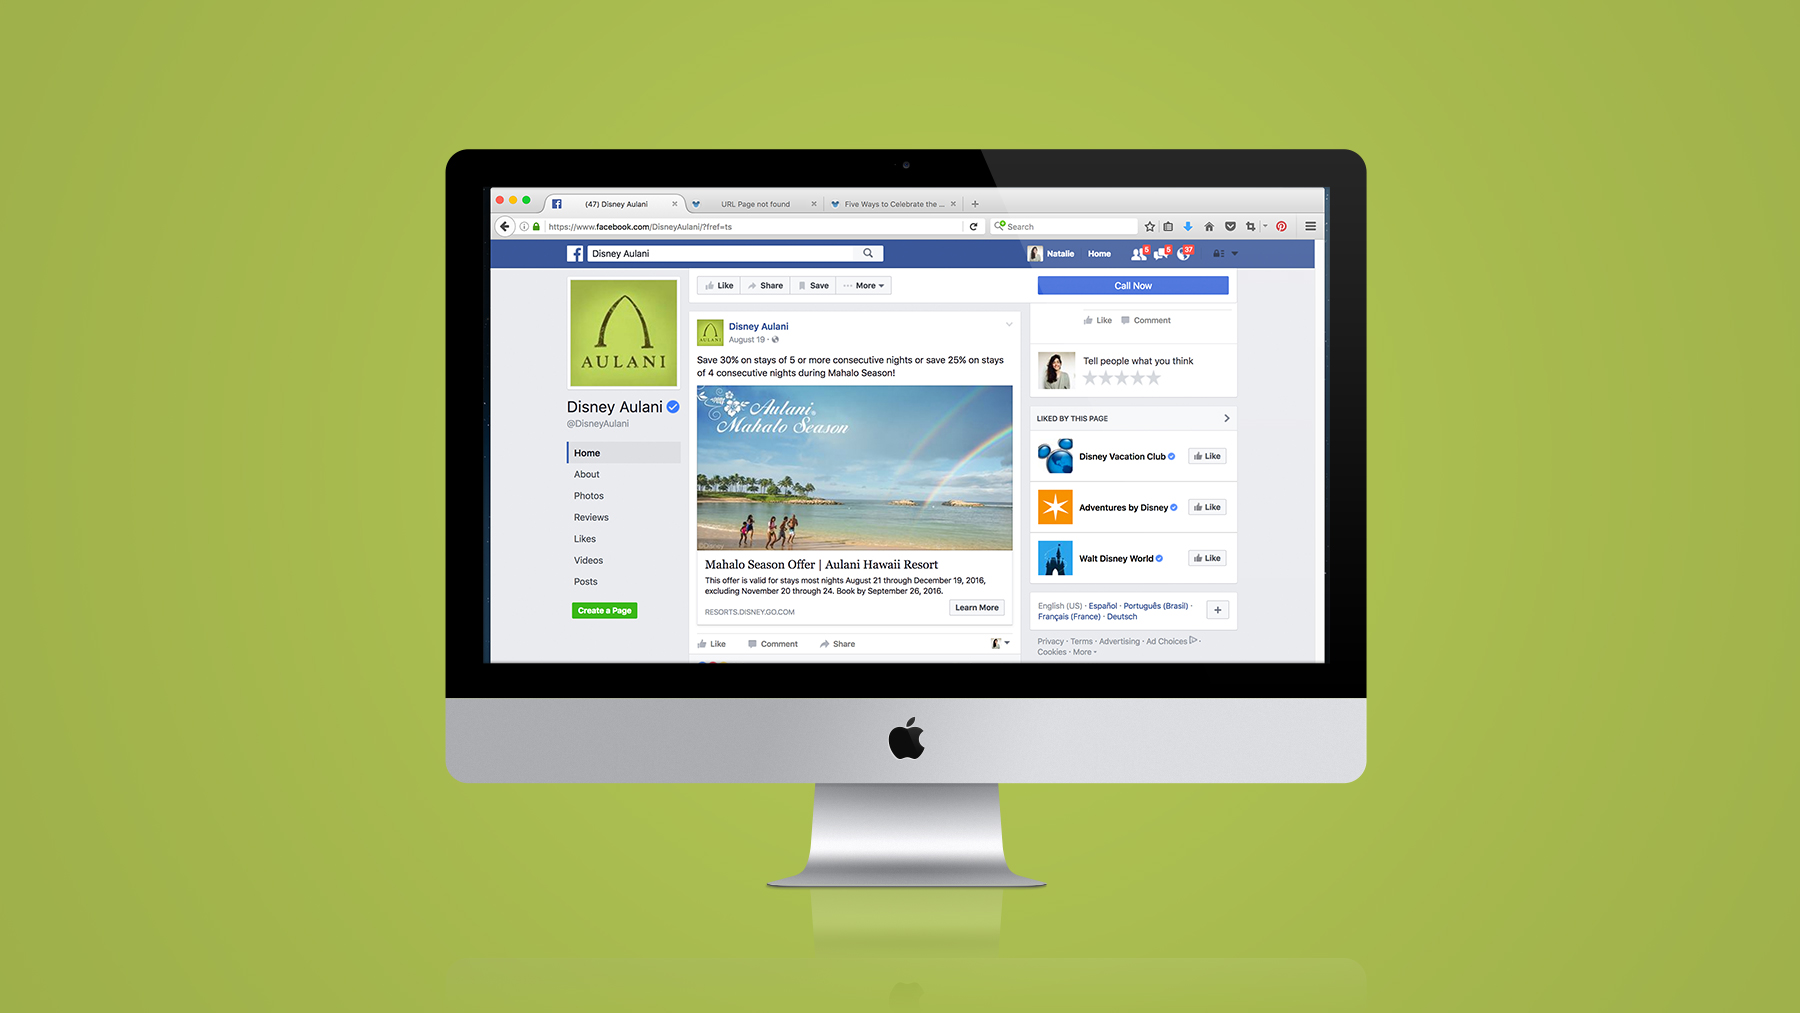 (47) Disney Aulani
URL Page not found
Five Ways to Celebrate the ...
https://www.facebook.com/DisneyAulani/?fref=ts
Search
Disney Aulani
Natalie
Home
5
5
37
AULANI
Disney Aulani
@DisneyAulani
Home
About
Photos
Reviews
Likes
Videos
Posts
Create a Page
Like
Share
Save
More
AULANI
Disney Aulani
August 19
Save 30% on stays of 5 or more consecutive nights or save 25% on stays
of 4 consecutive nights during Mahalo Season!
Aulani
Mahalo Season
©Disney
Mahalo Season Offer | Aulani Hawaii Resort
This offer is valid for stays most nights August 21 through December 19, 2016,
excluding November 20 through 24. Book by September 26, 2016.
RESORTS.DISNEY.GO.COM
Learn More
Like
Comment
Share
Call Now
Like
Comment
Tell people what you think
LIKED BY THIS PAGE
Disney Vacation Club
Like
Adventures by Disney
Like
Walt Disney World
Like
English (US) · Español · Português (Brasil) ·
Français (France) · Deutsch
Privacy · Terms · Advertising · Ad Choices ·
Cookies · More